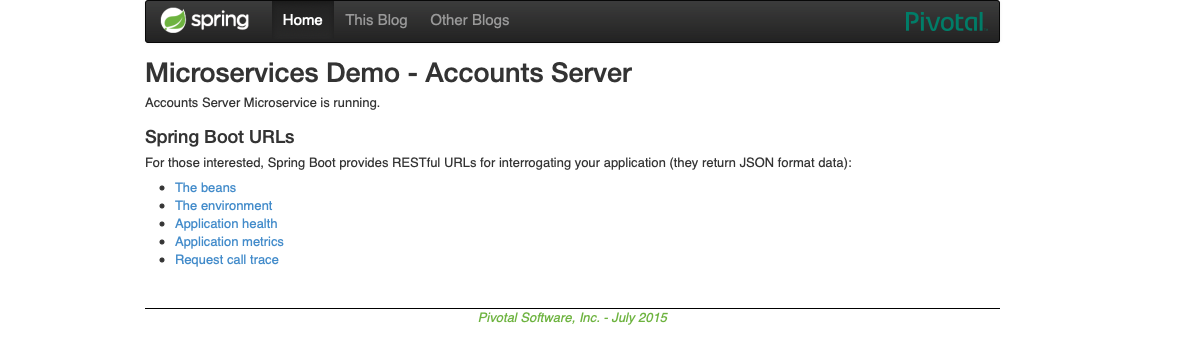 spring Home This Blog Other Blogs Pivotal
Microservices Demo - Accounts Server
Accounts Server Microservice is running.
Spring Boot URLs
For those interested, Spring Boot provides RESTful URLs for interrogating your application (they return JSON format data):
The beans
The environment
Application health
Application metrics
Request call trace
Pivotal Software, Inc. - July 2015